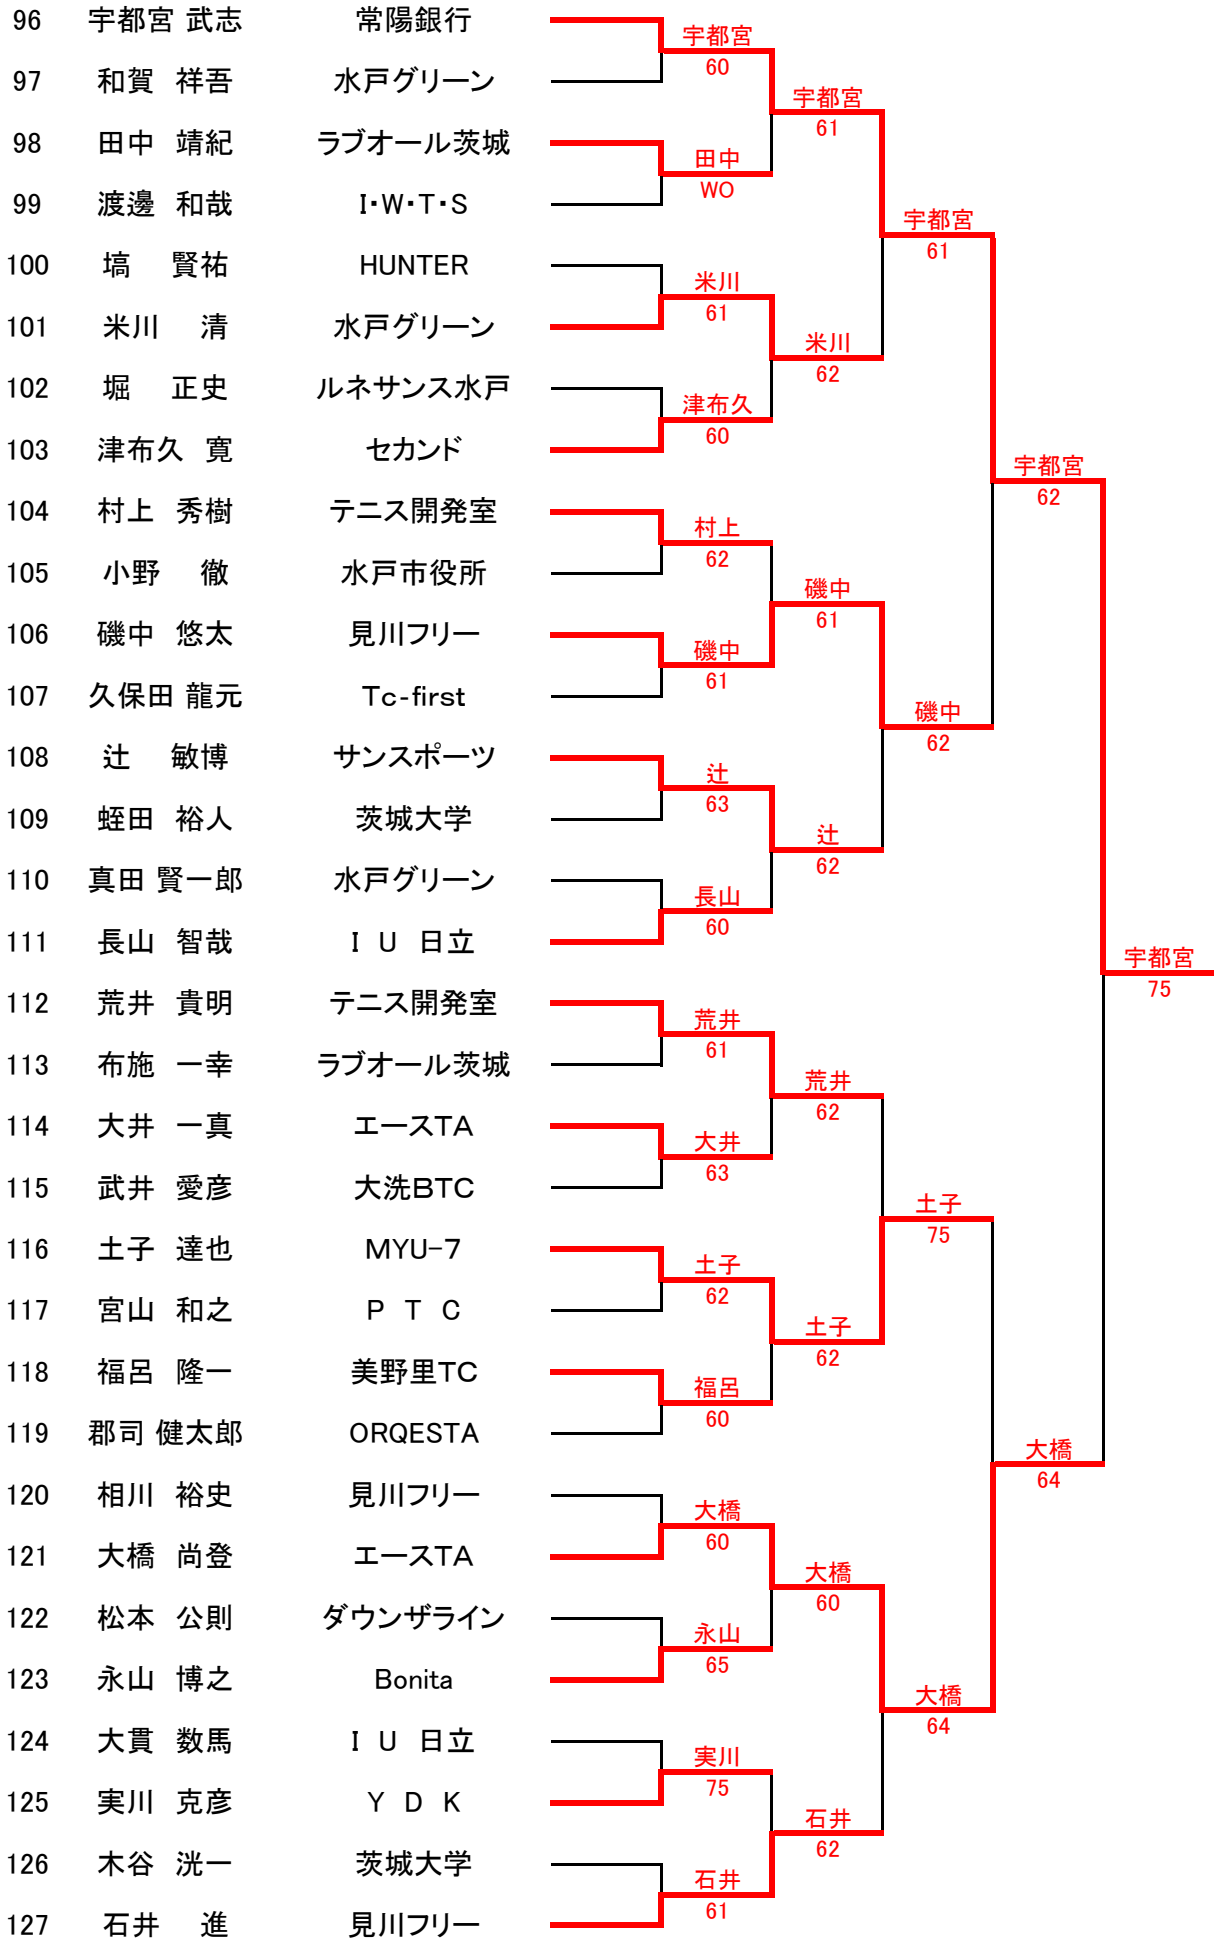 96 宇都宮 武志 常陽銀行
宇都宮
60
97 和賀 祥吾 水戸グリーン
宇都宮
61
98 田中 靖紀 ラブオール茨城
田中
WO
99 渡邊 和哉 I・W・T・S
宇都宮
61
100 塙 賢祐 HUNTER
米川
61
101 米川 清 水戸グリーン
米川
62
102 堀 正史 ルネサンス水戸
津布久
60
103 津布久 寛 セカンド
宇都宮
62
104 村上 秀樹 テニス開発室
村上
62
105 小野 徹 水戸市役所
磯中
61
106 磯中 悠太 見川フリー
磯中
61
107 久保田 龍元 Tc-first
磯中
62
108 辻 敏博 サンスポーツ
辻
63
109 蛭田 裕人 茨城大学
辻
62
110 真田 賢一郎 水戸グリーン
長山
60
111 長山 智哉 I U 日立
宇都宮
75
112 荒井 貴明 テニス開発室
荒井
61
113 布施 一幸 ラブオール茨城
荒井
62
114 大井 一真 エースTA
大井
63
115 武井 愛彦 大洗BTC
土子
75
116 土子 達也 MYU-7
土子
62
117 宮山 和之 P T C
土子
62
118 福呂 隆一 美野里TC
福呂
60
119 郡司 健太郎 ORQESTA
大橋
64
120 相川 裕史 見川フリー
大橋
60
121 大橋 尚登 エースTA
大橋
60
122 松本 公則 ダウンザライン
永山
65
123 永山 博之 Bonita
大橋
64
124 大貫 数馬 I U 日立
実川
75
125 実川 克彦 Y D K
石井
62
126 木谷 洸一 茨城大学
石井
61
127 石井 進 見川フリー